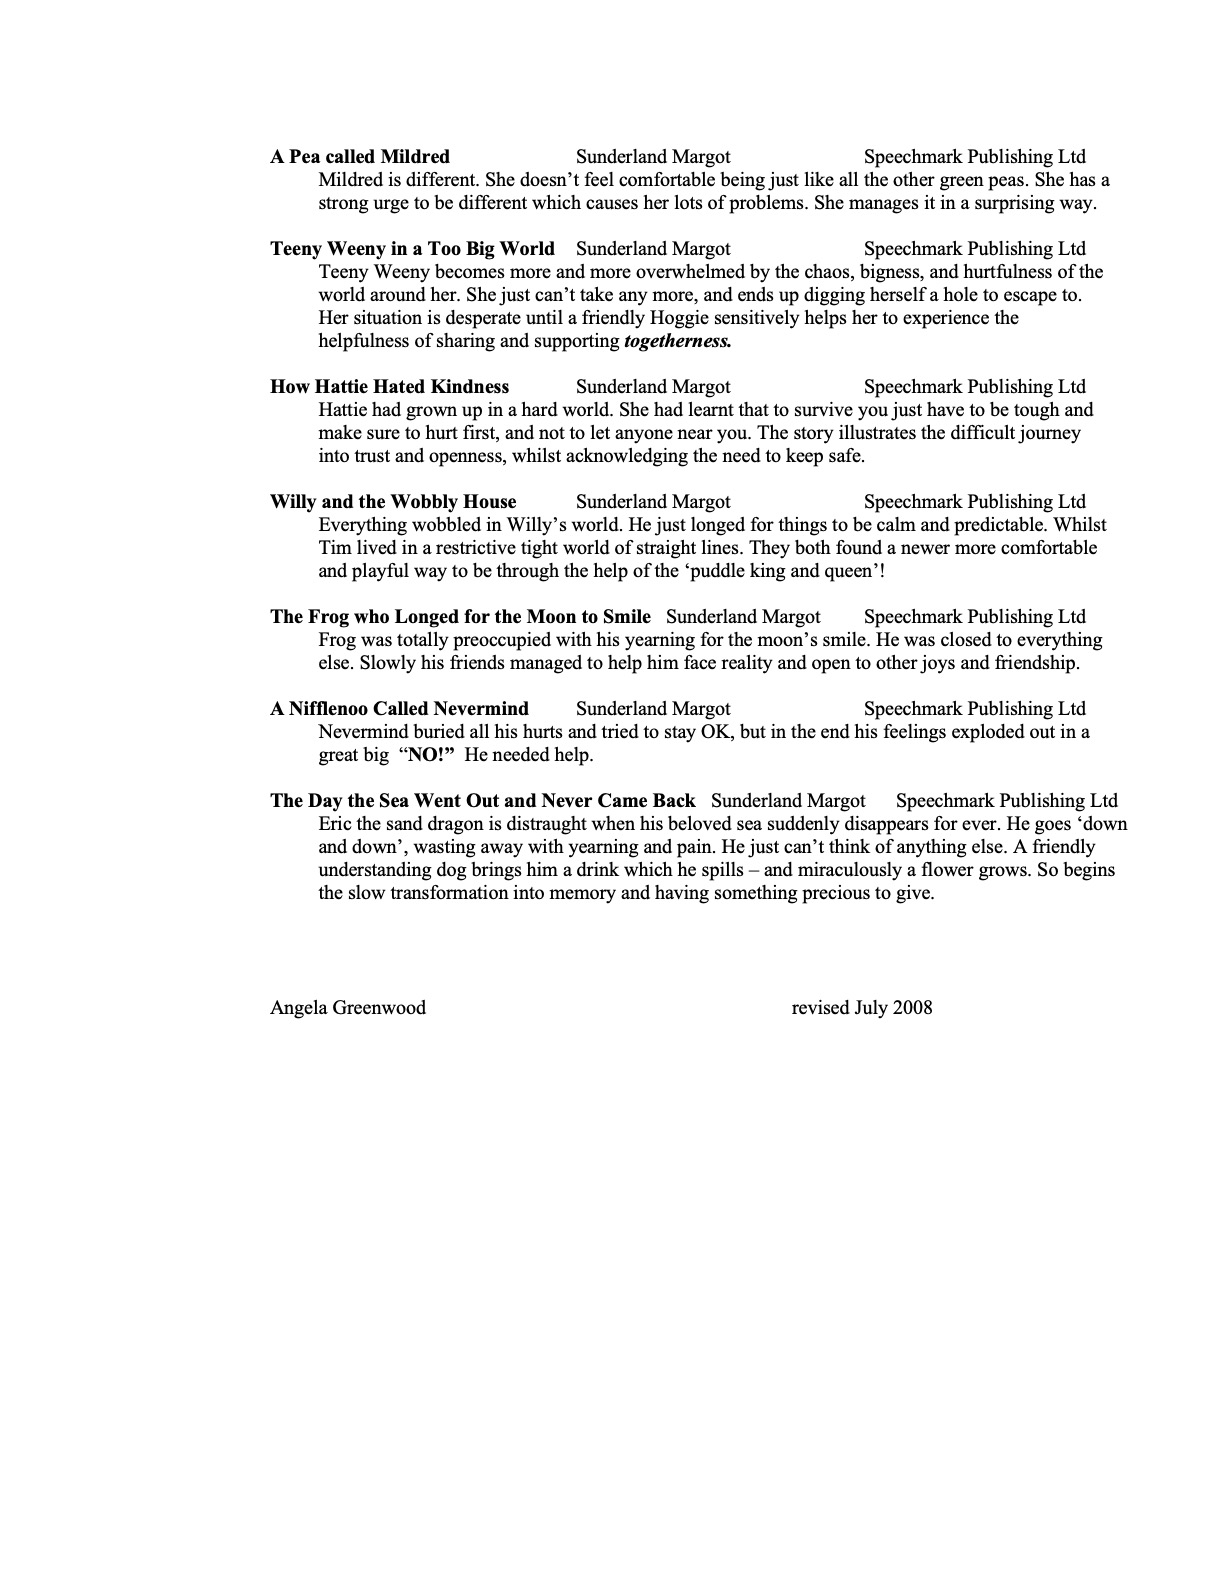 A Pea called Mildred Sunderland Margot Speechmark Publishing Ltd
Mildred is different. She doesn’t feel comfortable being just like all the other green peas. She has a
strong urge to be different which causes her lots of problems. She manages it in a surprising way.
Teeny Weeny in a Too Big World Sunderland Margot Speechmark Publishing Ltd
Teeny Weeny becomes more and more overwhelmed by the chaos, bigness, and hurtfulness of the
world around her. She just can’t take any more, and ends up digging herself a hole to escape to.
Her situation is desperate until a friendly Hoggie sensitively helps her to experience the
helpfulness of sharing and supporting togetherness.
How Hattie Hated Kindness Sunderland Margot Speechmark Publishing Ltd
Hattie had grown up in a hard world. She had learnt that to survive you just have to be tough and
make sure to hurt first, and not to let anyone near you. The story illustrates the difficult journey
into trust and openness, whilst acknowledging the need to keep safe.
Willy and the Wobbly House Sunderland Margot Speechmark Publishing Ltd
Everything wobbled in Willy’s world. He just longed for things to be calm and predictable. Whilst
Tim lived in a restrictive tight world of straight lines. They both found a newer more comfortable
and playful way to be through the help of the ‘puddle king and queen’!
The Frog who Longed for the Moon to Smile Sunderland Margot Speechmark Publishing Ltd
Frog was totally preoccupied with his yearning for the moon’s smile. He was closed to everything
else. Slowly his friends managed to help him face reality and open to other joys and friendship.
A Nifflenoo Called Nevermind Sunderland Margot Speechmark Publishing Ltd
Nevermind buried all his hurts and tried to stay OK, but in the end his feelings exploded out in a
great big “NO!” He needed help.
The Day the Sea Went Out and Never Came Back Sunderland Margot Speechmark Publishing Ltd
Eric the sand dragon is distraught when his beloved sea suddenly disappears for ever. He goes ‘down
and down’, wasting away with yearning and pain. He just can’t think of anything else. A friendly
understanding dog brings him a drink which he spills – and miraculously a flower grows. So begins
the slow transformation into memory and having something precious to give.
Angela Greenwood revised July 2008